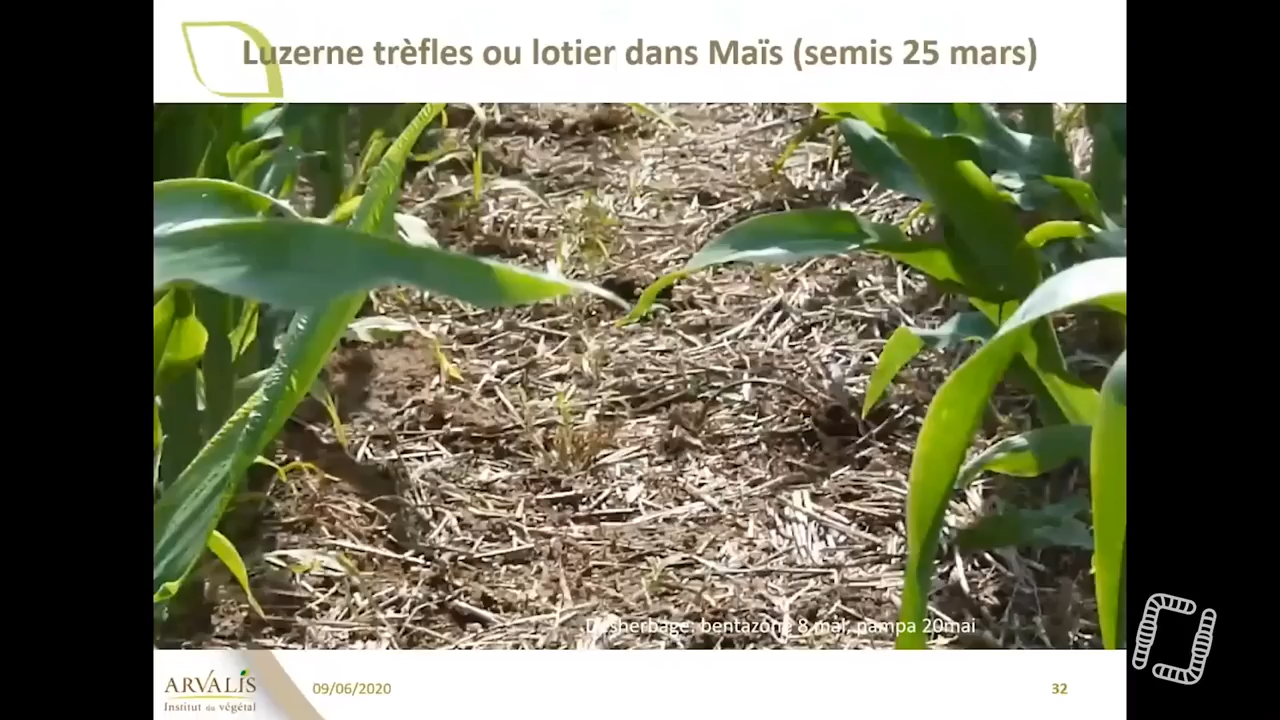 Luzerne trèfles ou lotier dans Maïs (semis 25 mars)
Désherbage: bentazone 8 mai, pampa 20mai
ARVALIS
Institut du végétal
09/06/2020
32